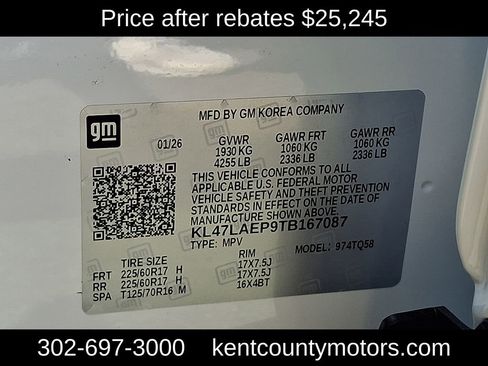 Price after rebates $25,245
MFD BY GM KOREA COMPANY
gm
01/26 GVWR GAWR FRT GAWR RR
1930 KG 1060 KG 1060 KG
4255 LB 2336 LB 2336 LB
THIS VEHICLE CONFORMS TO ALL
APPLICABLE U.S. FEDERAL MOTOR
VEHICLE SAFETY AND THEFT PREVENTION
STANDARDS IN EFFECT ON THE DATE OF
MANUFACTURE SHOWN ABOVE.
KL47LAEP9TB167087
TYPE: MPV MODEL: 974TQ58
TIRE SIZE RIM
FRT 225/60R17 H 17X7.5J
RR 225/60R17 H 17X7.5J
SPA T125/70R16 M 16X4BT
302-697-3000 kentcountymotors.com